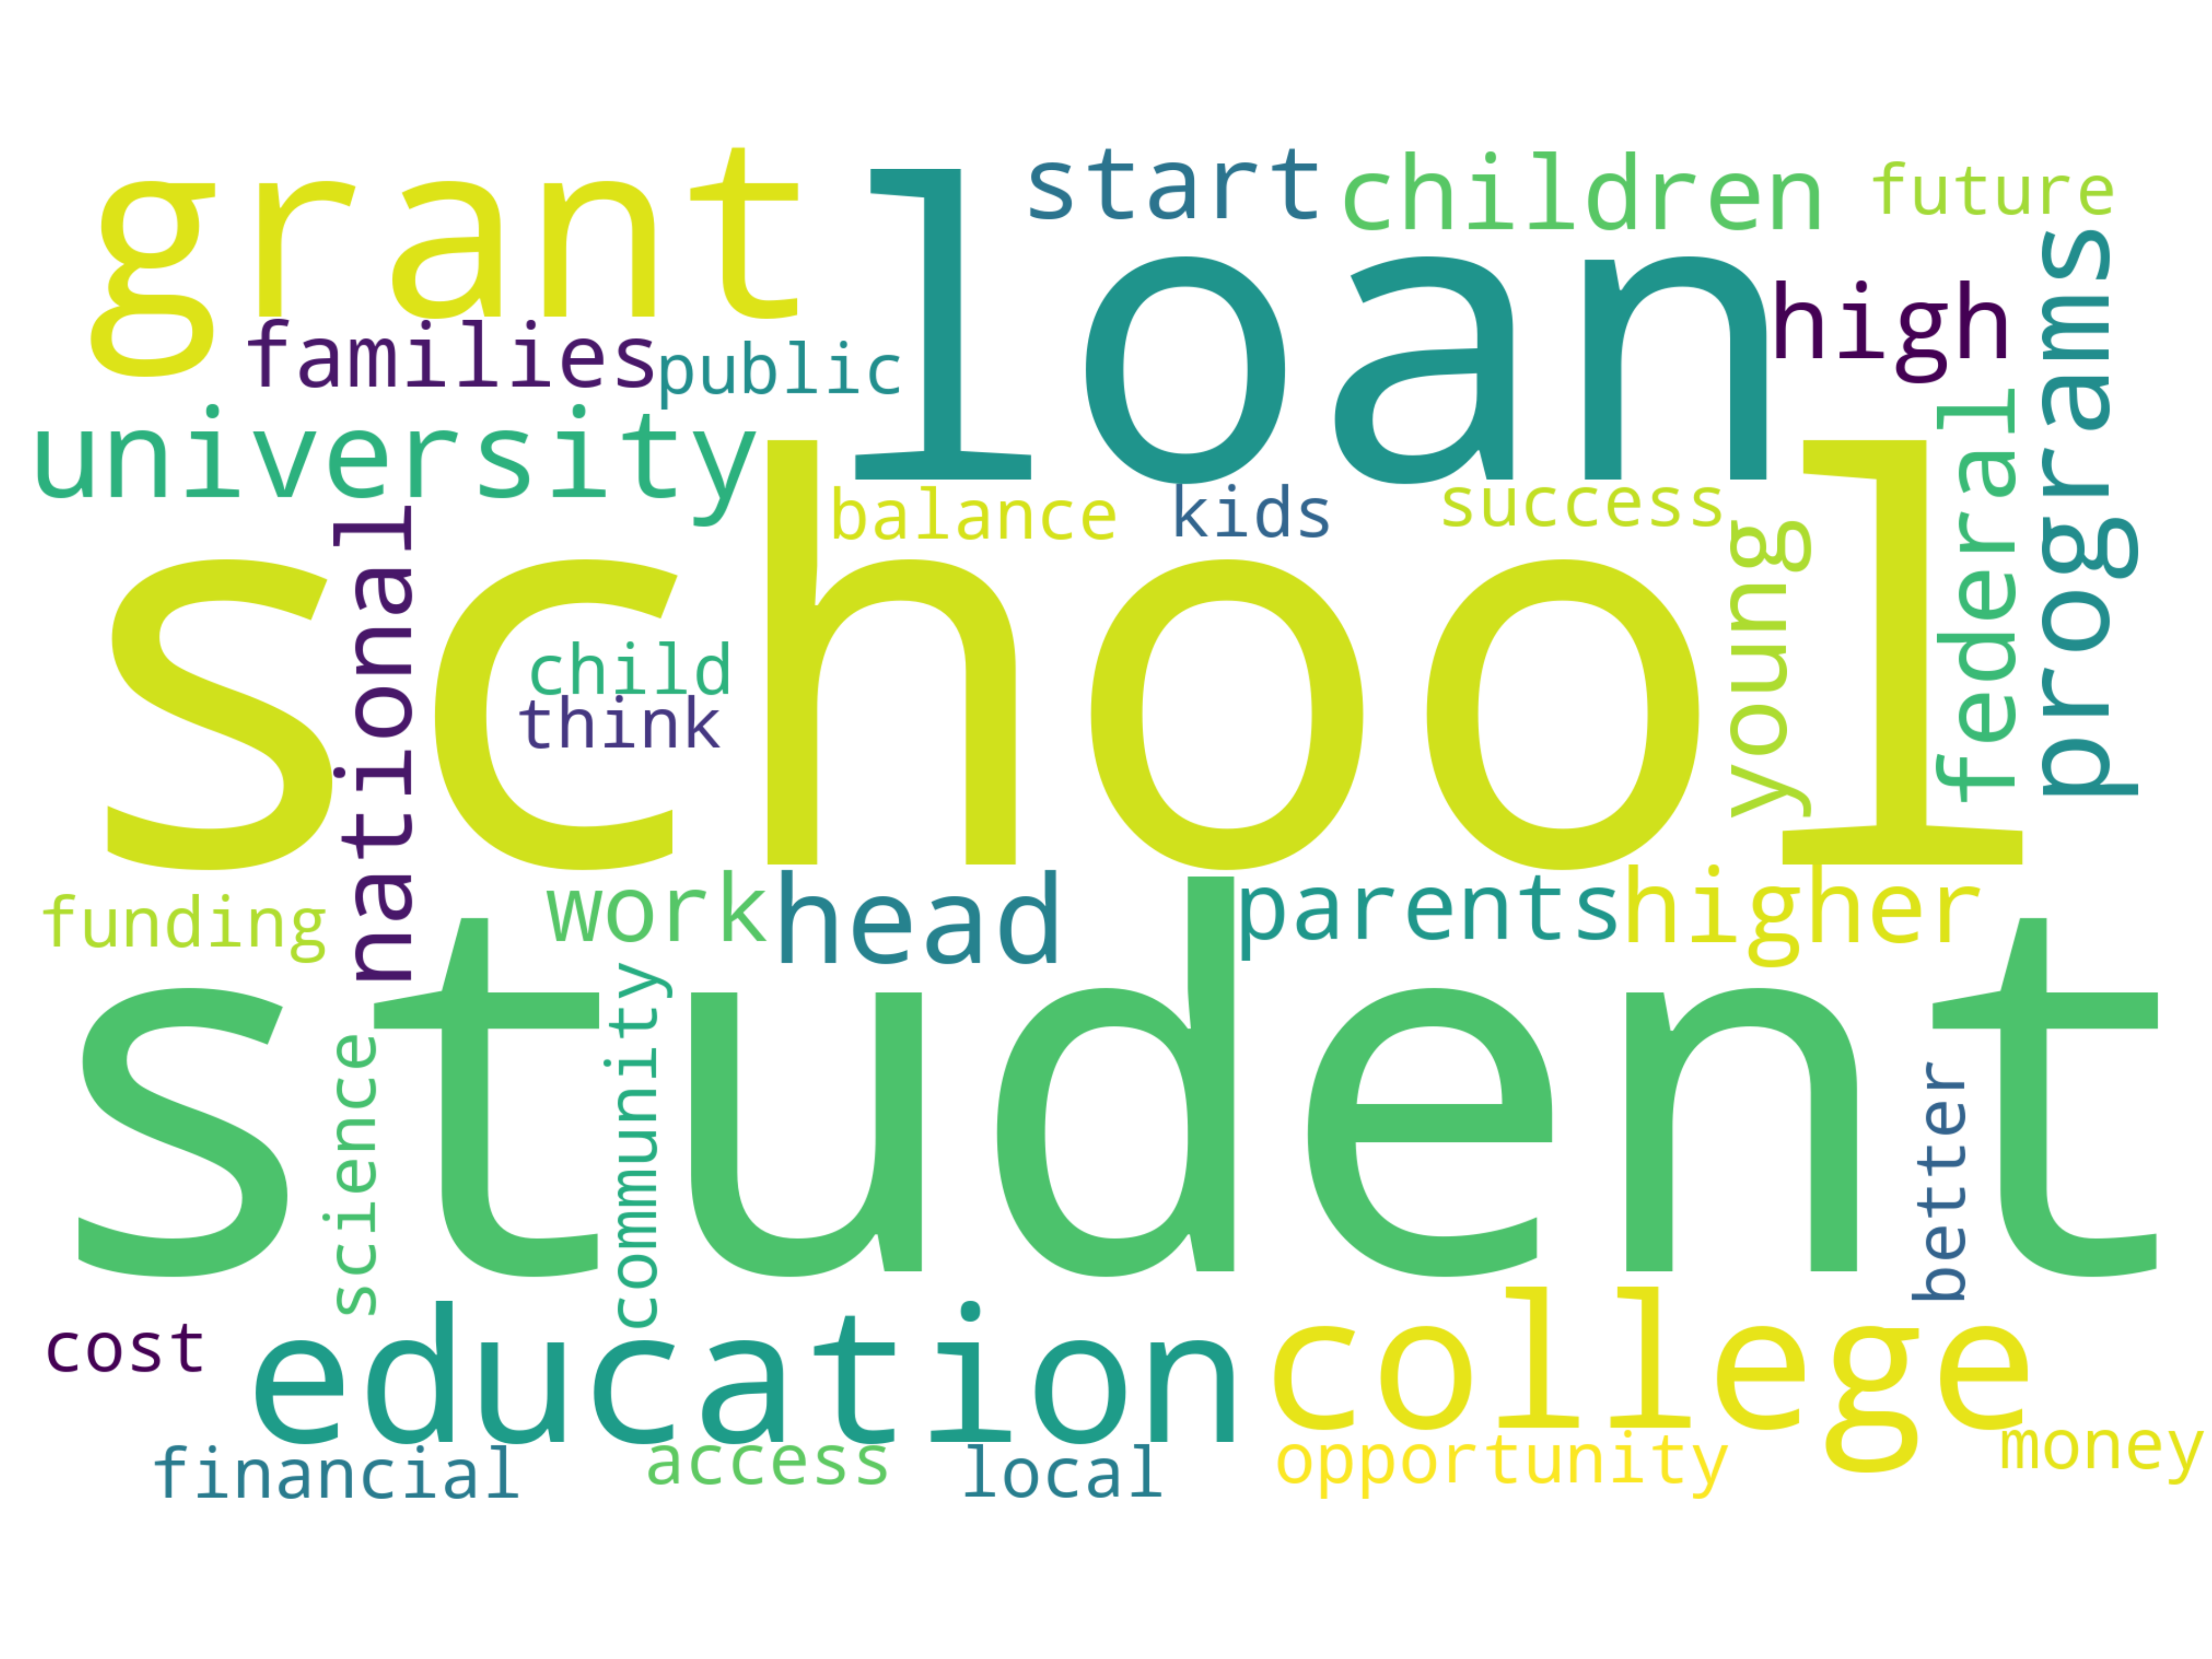 grant
loan
start
children
future
families
public
high
university
programs
federal
balance
kids
success
school
national
young
child
think
funding
work
head
parents
higher
student
science
community
better
cost
education
college
financial
access
local
opportunity
money